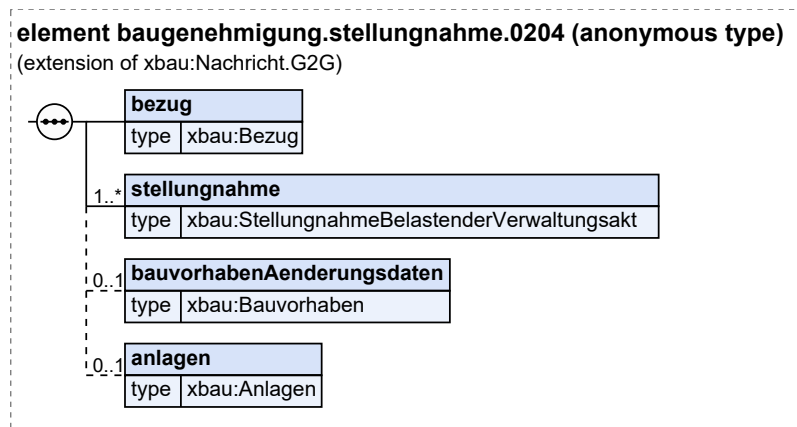 element baugenehmigung.stellungnahme.0204 (anonymous type)
(extension of xbau:Nachricht.G2G)
bezug
type xbau:Bezug
1..* stellungnahme
type xbau:StellungnahmeBelastenderVerwaltungsakt
0..1 bauvorhabenAenderungsdaten
type xbau:Bauvorhaben
0..1 anlagen
type xbau:Anlagen